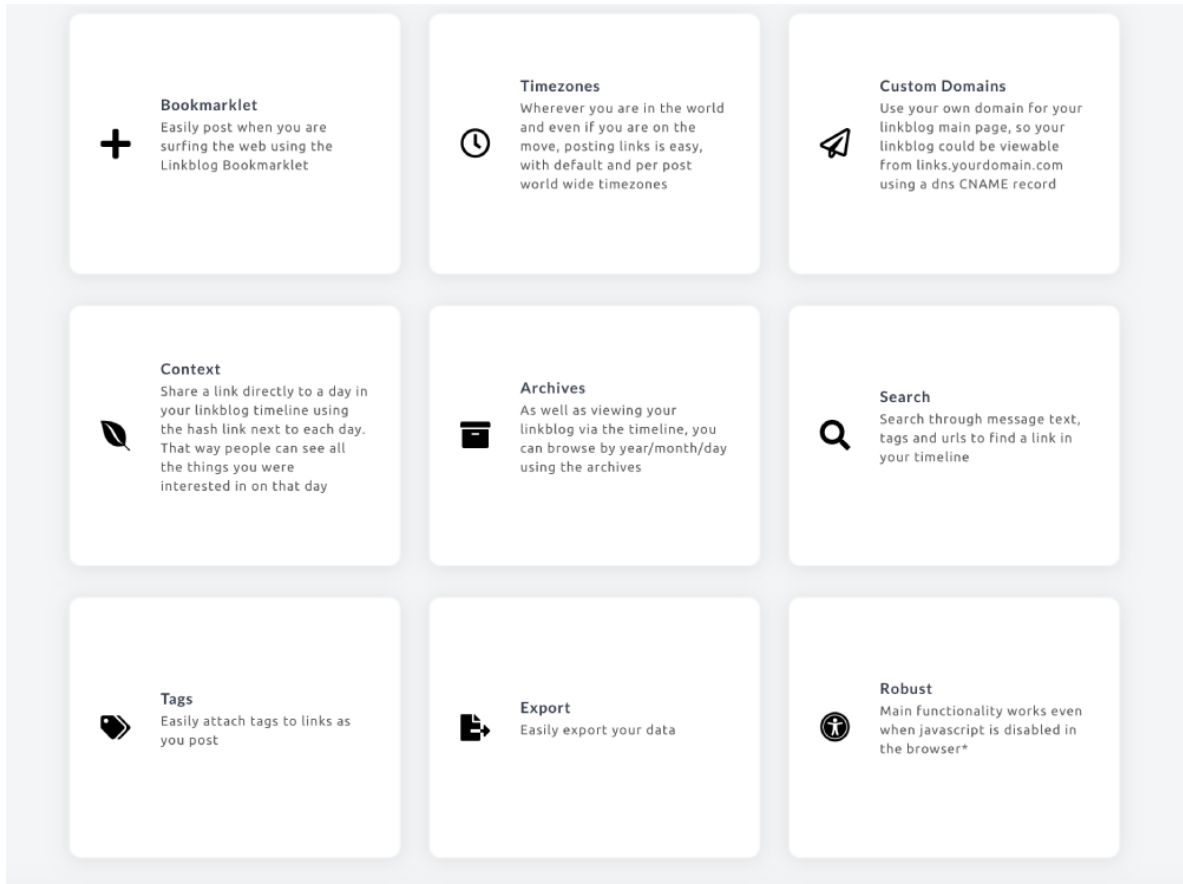 Bookmarklet
Easily post when you are
surfing the web using the
Linkblog Bookmarklet
Timezones
Wherever you are in the world
and even if you are on the
move, posting links is easy,
with default and per post
world wide timezones
Custom Domains
Use your own domain for your
linkblog main page, so your
linkblog could be viewable
from links.yourdomain.com
using a dns CNAME record
Context
Share a link directly to a day in
your linkblog timeline using
the hash link next to each day.
That way people can see all
the things you were
interested in on that day
Archives
As well as viewing your
linkblog via the timeline, you
can browse by year/month/day
using the archives
Search
Search through message text,
tags and urls to find a link in
your timeline
Tags
Easily attach tags to links as
you post
Export
Easily export your data
Robust
Main functionality works even
when javascript is disabled in
the browser*